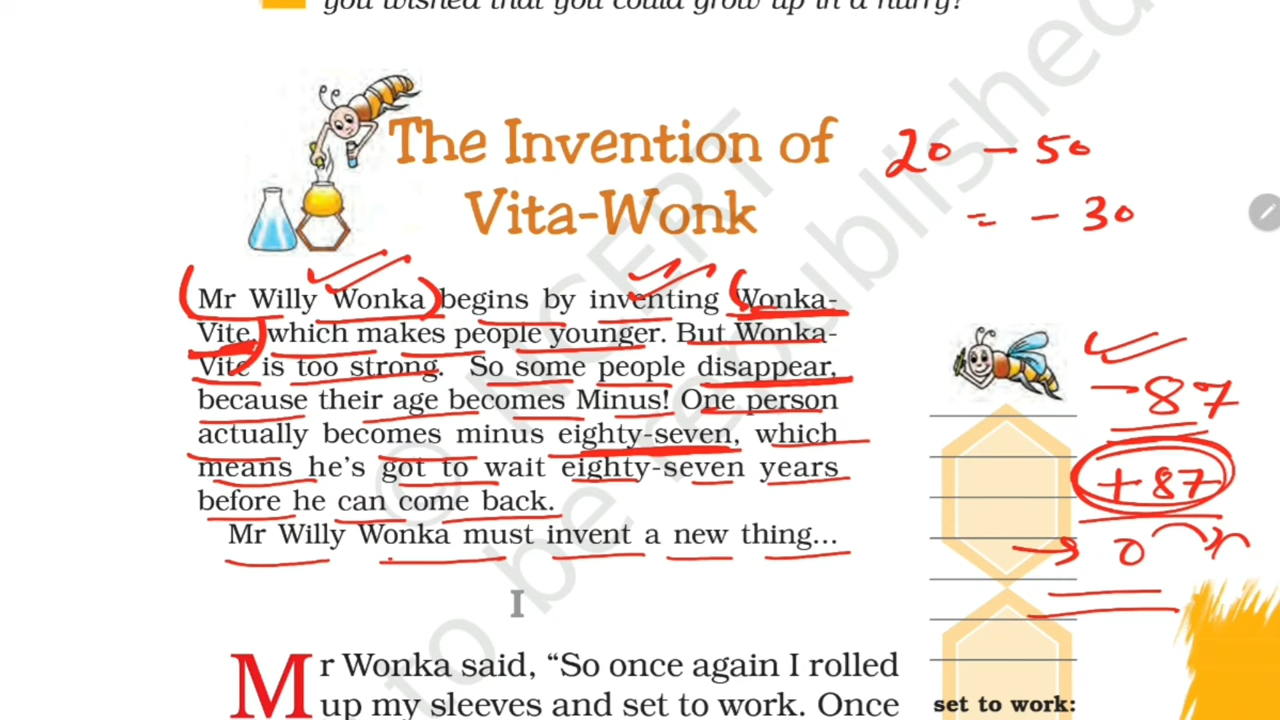 you wished that you could grow up in a hurry?
The Invention of
Vita-Wonk
20 - 50
= - 30
Mr Willy Wonka begins by inventing Wonka-
Vite, which makes people younger. But Wonka-
Vite is too strong. So some people disappear,
because their age becomes Minus! One person
actually becomes minus eighty-seven, which
means he's got to wait eighty-seven years
before he can come back.
Mr Willy Wonka must invent a new thing...
- 87
+ 87
0
I
Mr Wonka said, “So once again I rolled
up my sleeves and set to work. Once
set to work:
© NCERT
to be republished